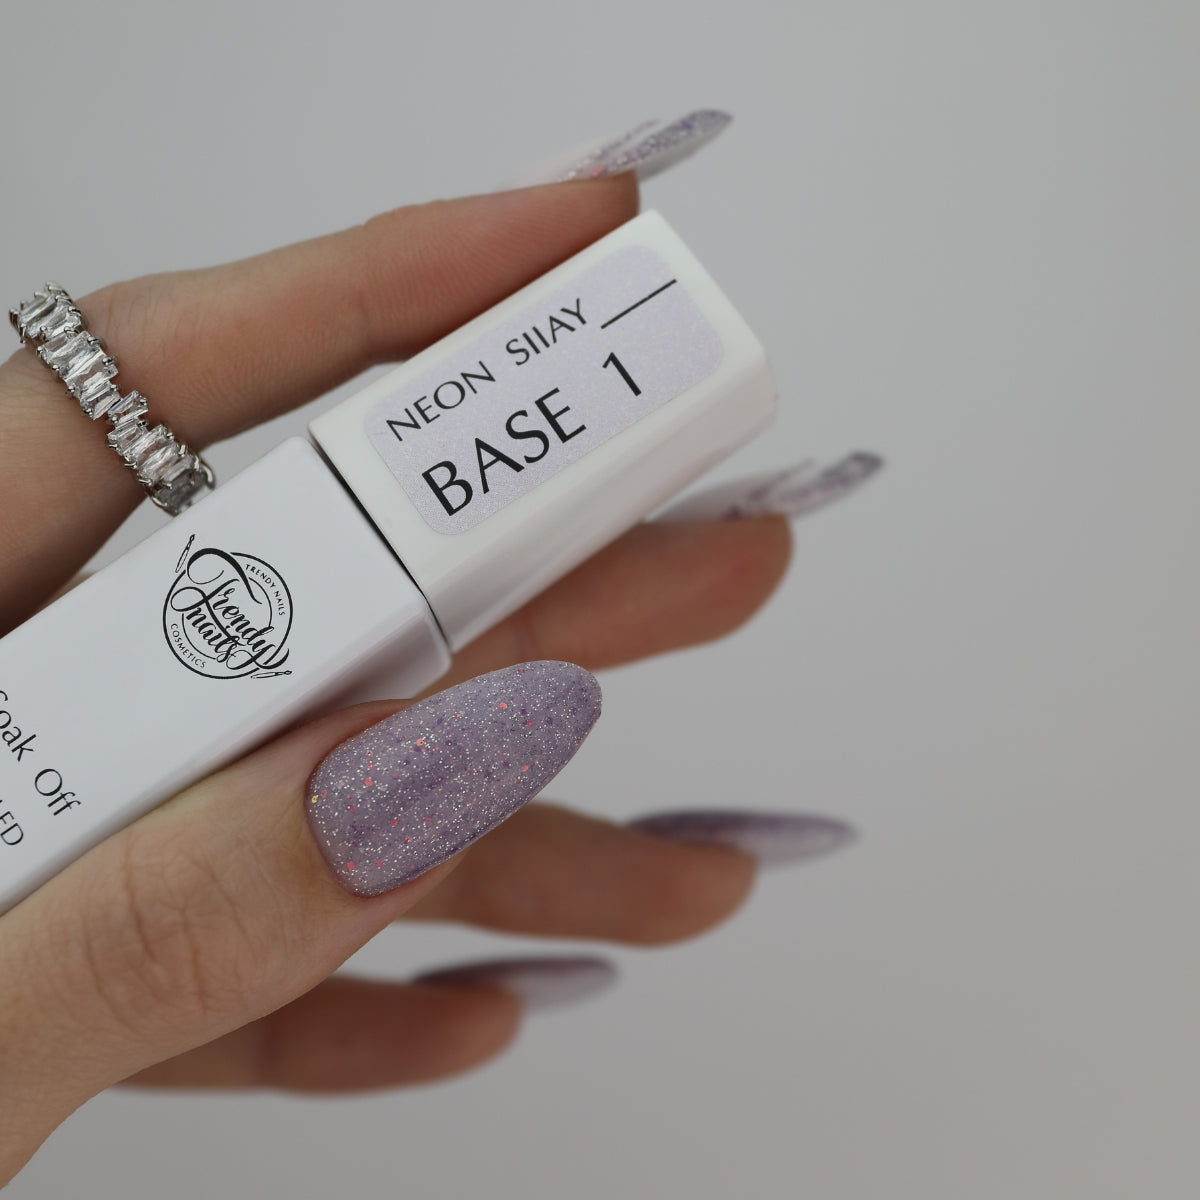 NEON SIIAY
BASE 1
Trendy
nails
TRENDY NAILS
COSMETICS
Soak Off